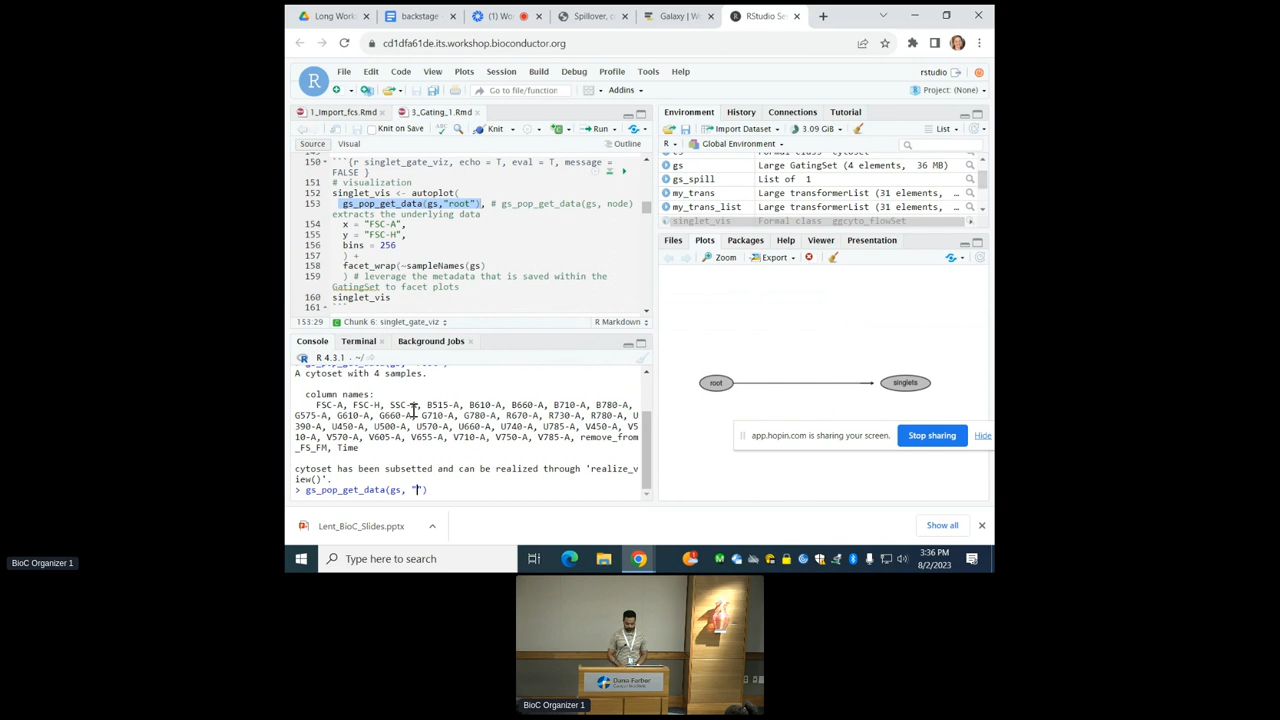 Long Work
backstage
(1) Wo
Spillover, c
Galaxy | W
RStudio Se
cd1dfa61de.its.workshop.bioconductor.org
File Edit Code View Plots Session Build Debug Profile Tools Help
rstudio
Go to file/function
Addins
Project: (None)
1_Import_fcs.Rmd
3_Gating_1.Rmd
Knit on Save
Knit
Run
Source
Visual
Outline
150 ```{r singlet_gate_viz, echo = T, eval = T, message =
FALSE }
151 # visualization
152 singlet_vis <- autoplot(
153 gs_pop_get_data(gs,"root"), # gs_pop_get_data(gs, node)
extracts the underlying data
154 x = "FSC-A",
155 y = "FSC-H",
156 bins = 256
157 ) +
158 facet_wrap(~sampleNames(gs)
159 ) # leverage the metadata that is saved within the
GatingSet to facet plots
160 singlet_vis
161 ```
153:29
Chunk 6: singlet_gate_viz
R Markdown
Console
Terminal
Background Jobs
R 4.3.1 · ~/
A cytoset with 4 samples.
column names:
FSC-A, FSC-H, SSC-A, B515-A, B610-A, B660-A, B710-A, B780-A,
G575-A, G610-A, G660-A, G710-A, G780-A, R670-A, R730-A, R780-A, U
390-A, U450-A, U500-A, U570-A, U660-A, U740-A, U785-A, V450-A, V5
10-A, V570-A, V605-A, V655-A, V710-A, V750-A, V785-A, remove_from
_FS_FM, Time
cytoset has been subsetted and can be realized through 'realize_v
iew()'.
> gs_pop_get_data(gs, "")
Environment
History
Connections
Tutorial
Import Dataset
3.09 GiB
List
R
Global Environment
gs Large GatingSet (4 elements, 36 MB)
gs_spill List of 1
my_trans Large transformerList (31 elements, …
my_trans_list Large transformerList (31 elements, …
singlet_vis Formal class ggcyto_flowSet
Files
Plots
Packages
Help
Viewer
Presentation
Zoom
Export
root
singlets
app.hopin.com is sharing your screen.
Stop sharing
Hide
Lent_BioC_Slides.pptx
Show all
Type here to search
3:36 PM
8/2/2023
BioC Organizer 1
Dana-Farber
BioC Organizer 1